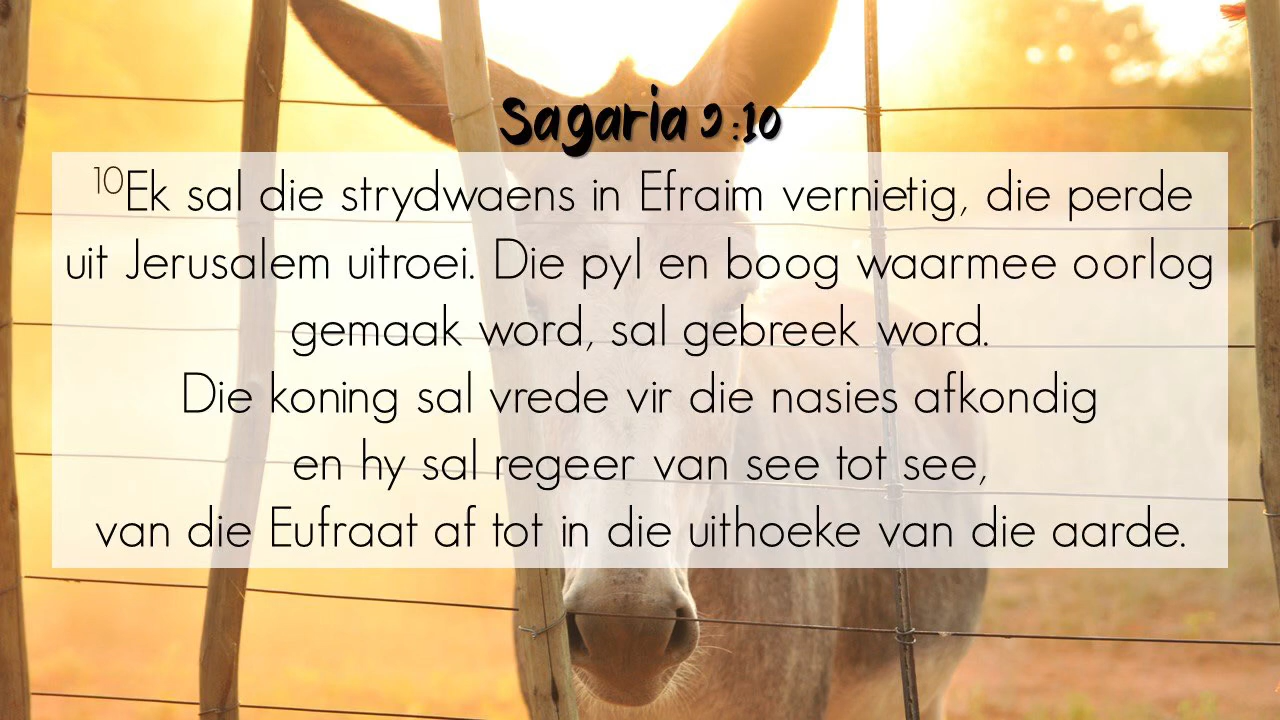 Sagaria 9:10
10Ek sal die strydwaens in Efraim vernietig, die perde
uit Jerusalem uitroei. Die pyl en boog waarmee oorlog
gemaak word, sal gebreek word.
Die koning sal vrede vir die nasies afkondig
en hy sal regeer van see tot see,
van die Eufraat af tot in die uithoeke van die aarde.